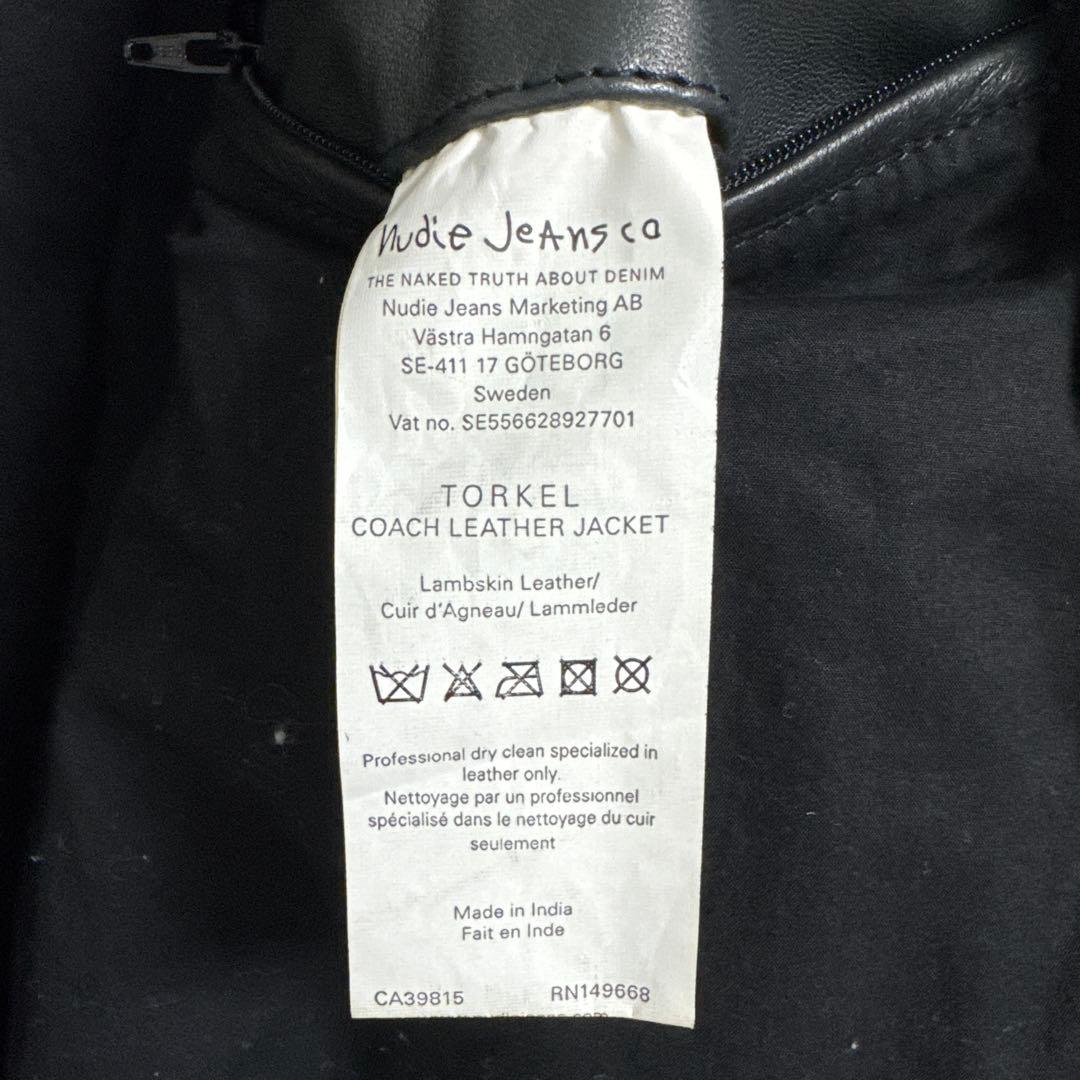 nudie Jeans co
THE NAKED TRUTH ABOUT DENIM
Nudie Jeans Marketing AB
Västra Hamngatan 6
SE-411 17 GÖTEBORG
Sweden
Vat no. SE556628927701
TORKEL
COACH LEATHER JACKET
Lambskin Leather/
Cuir d'Agneau/ Lammleder
Professional dry clean specialized in
leather only.
Nettoyage par un professionnel
spécialisé dans le nettoyage du cuir
seulement
Made in India
Fait en Inde
CA39815 RN149668